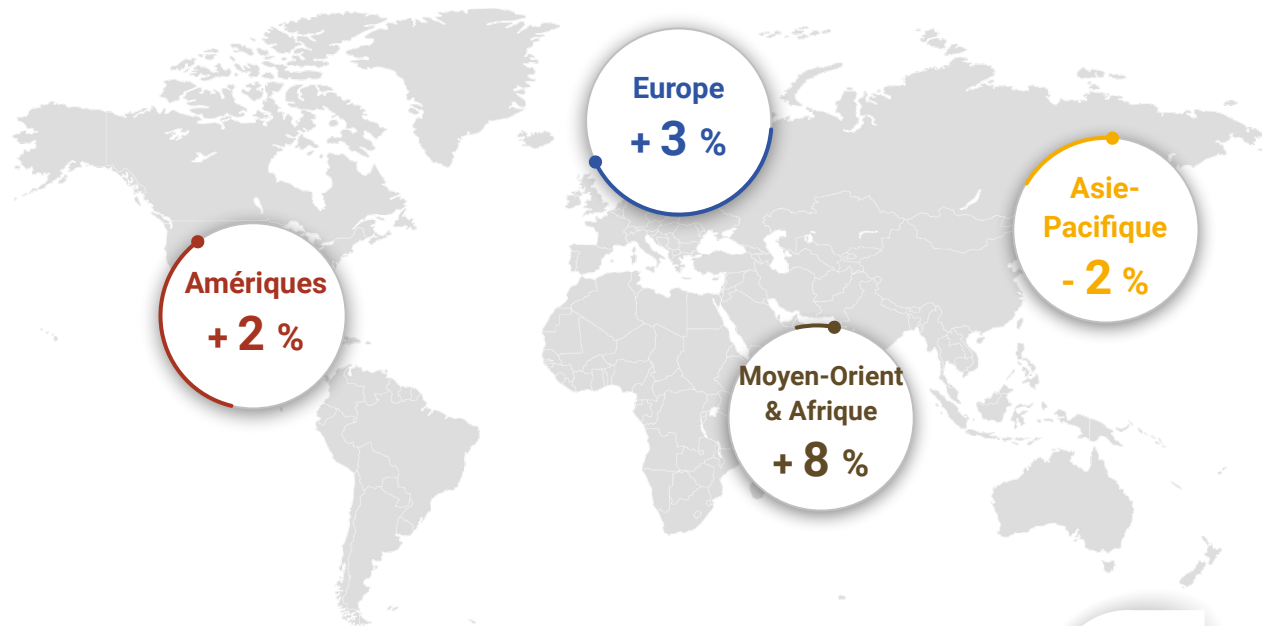 Europe
+ 3 %
Asie-
Pacifique
- 2 %
Amériques
+ 2 %
Moyen-Orient
& Afrique
+ 8 %